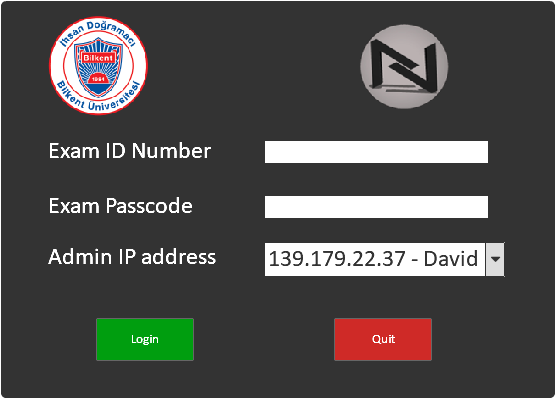 İhsan Doğramacı
Bilkent
1984
Bilkent Üniversitesi
Exam ID Number
Exam Passcode
Admin IP address
139.179.22.37 - David
Login
Quit